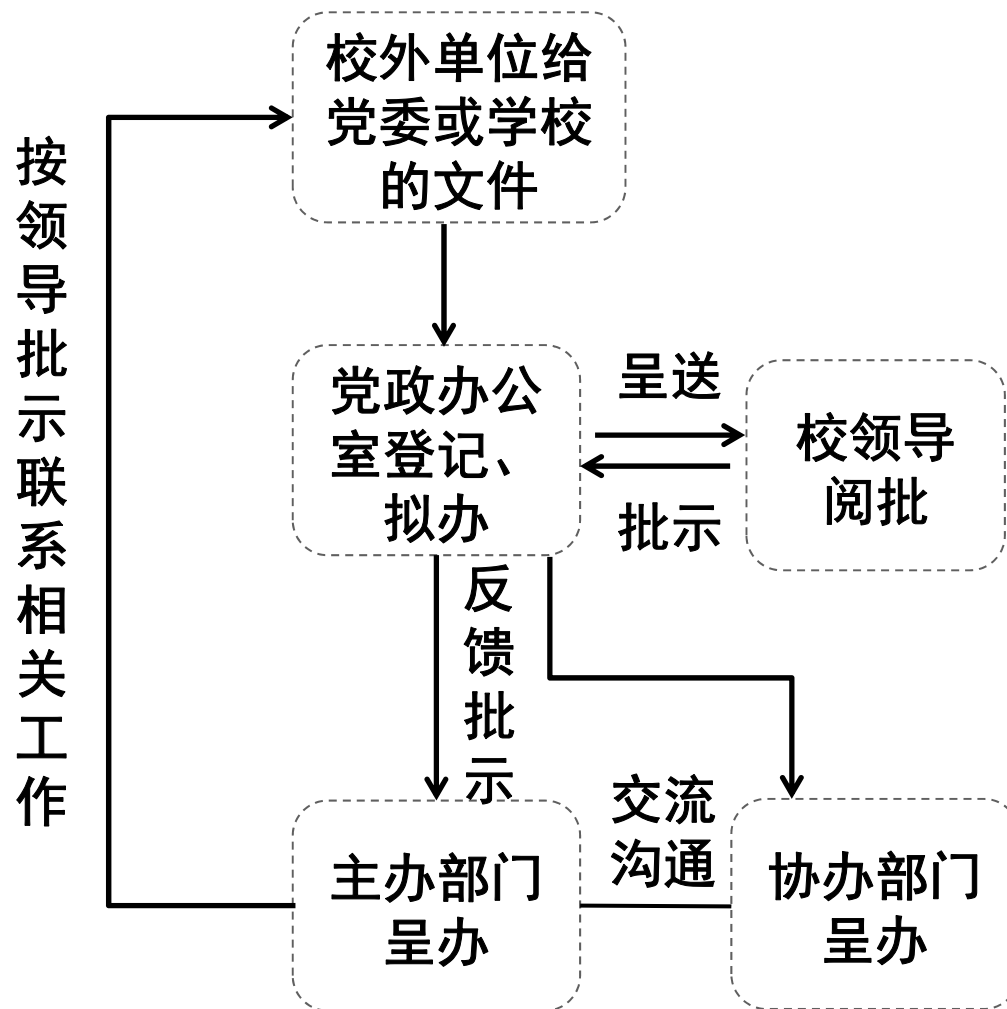 校外单位给
党委或学校
的文件
按领导批示联系相关工作
党政办公
室登记、
拟办
呈送
批示
校领导
阅批
反馈批示
主办部门
呈办
交流
沟通
协办部门
呈办